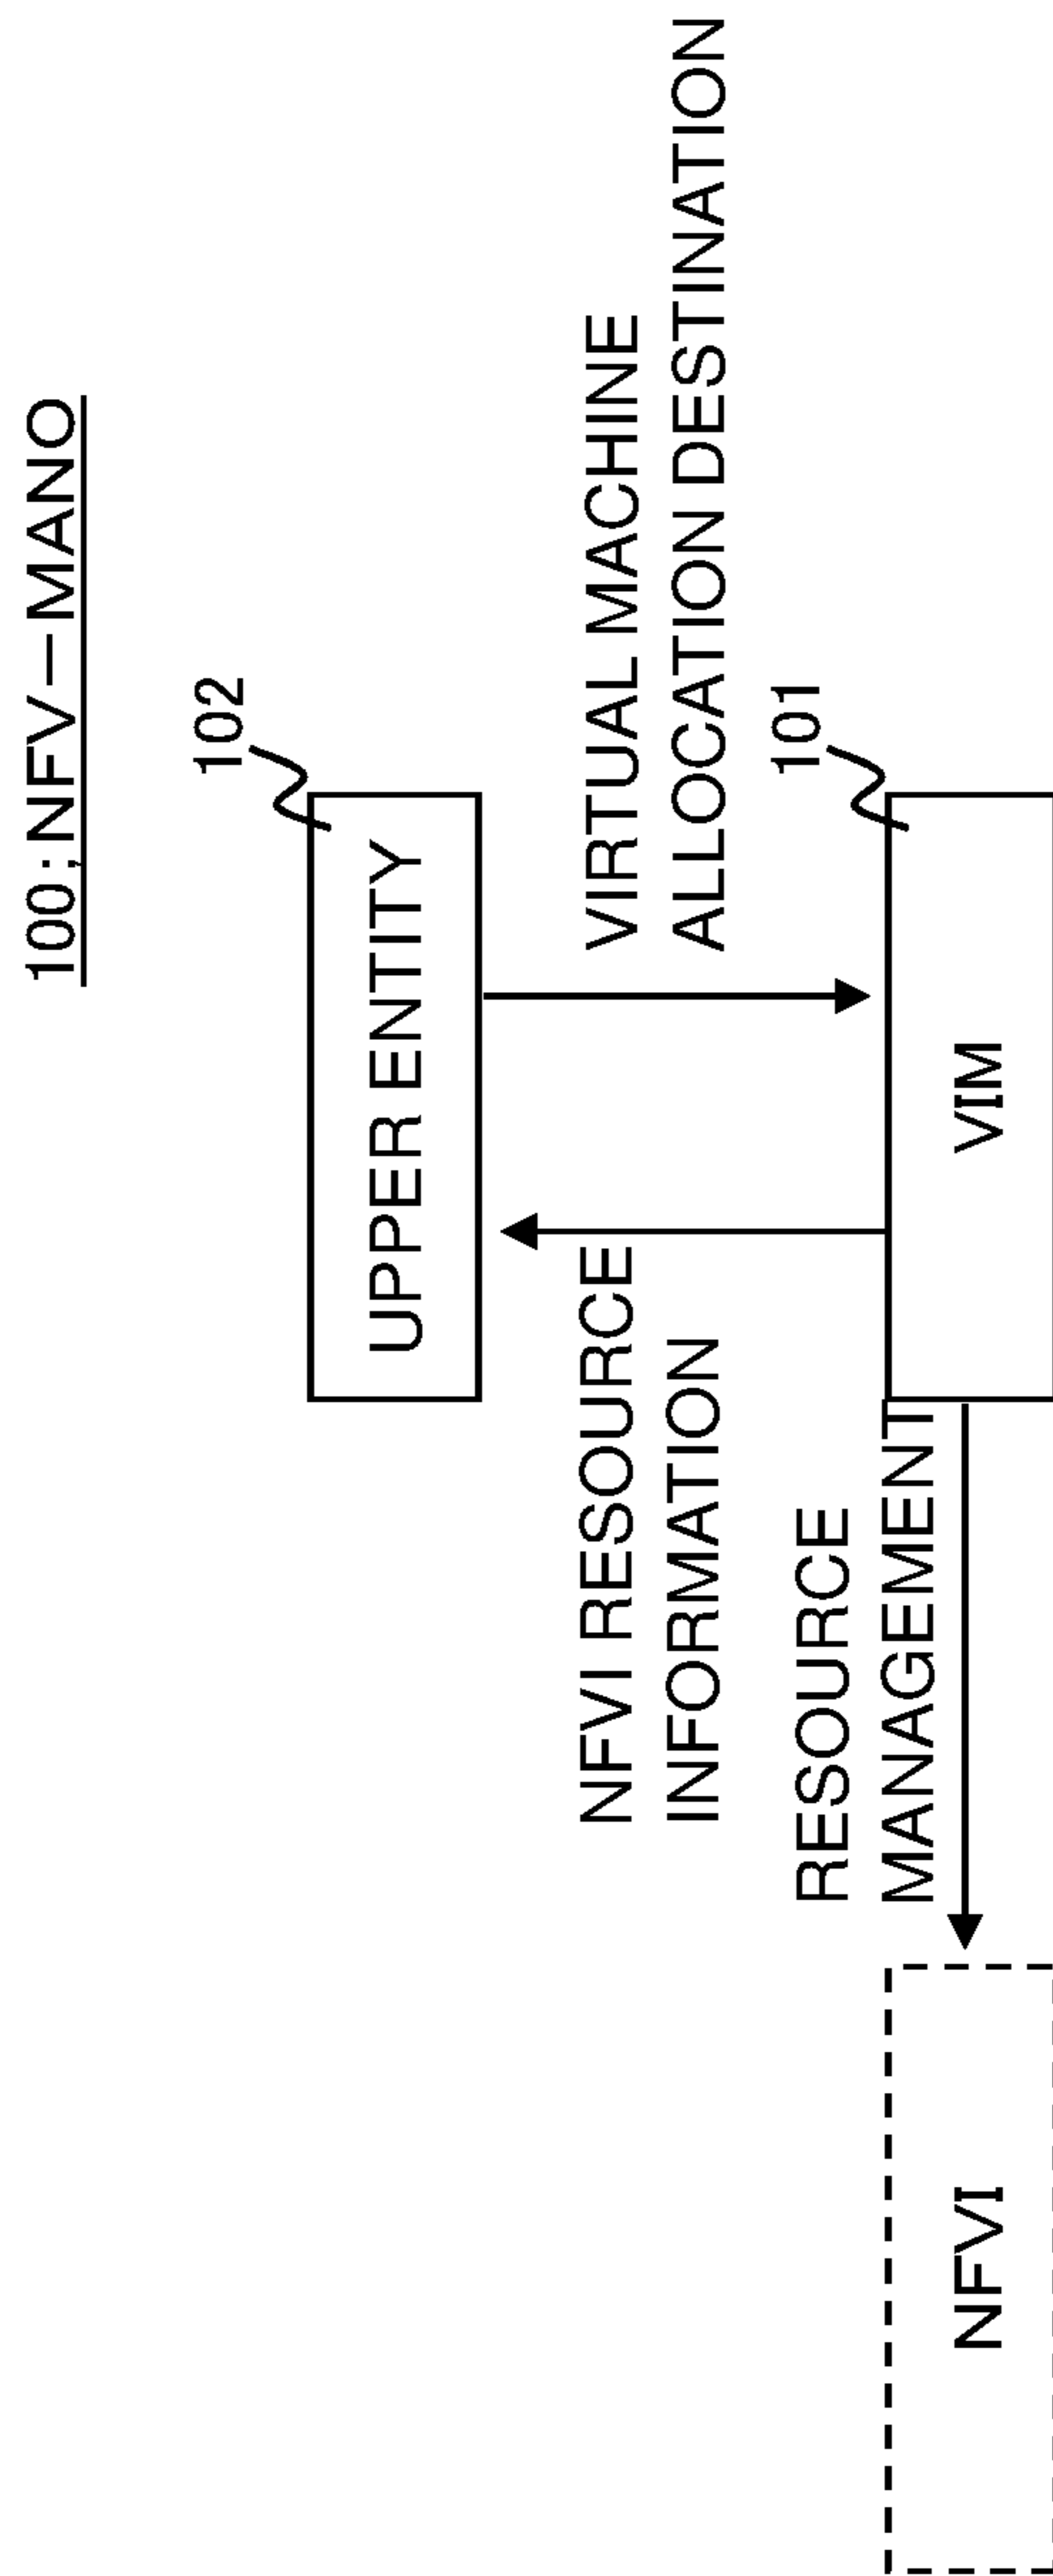 100:NFV-MANO
102
UPPER ENTITY
NFVI RESOURCE
INFORMATION
VIRTUAL MACHINE
ALLOCATION DESTINATION
101
RESOURCE
MANAGEMENT
NFVI
VIM